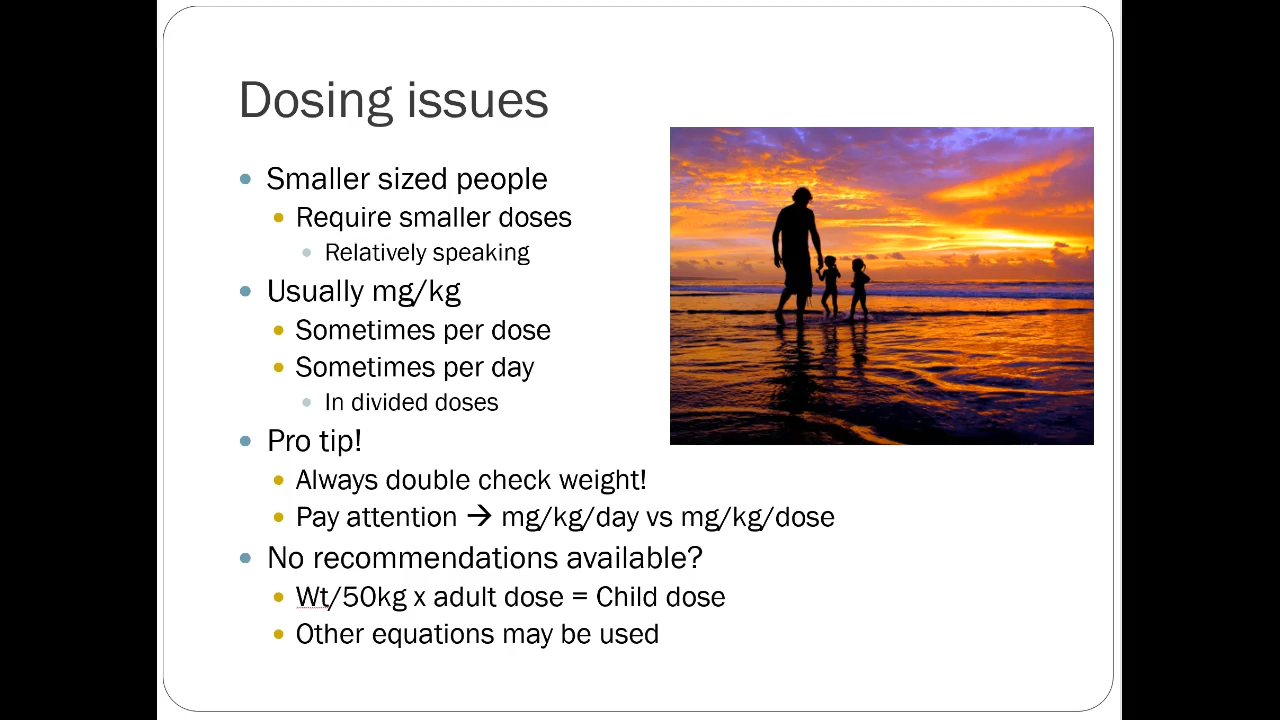 Dosing issues
Smaller sized people
Require smaller doses
Relatively speaking
Usually mg/kg
Sometimes per dose
Sometimes per day
In divided doses
Pro tip!
Always double check weight!
Pay attention → mg/kg/day vs mg/kg/dose
No recommendations available?
Wt/50kg x adult dose = Child dose
Other equations may be used